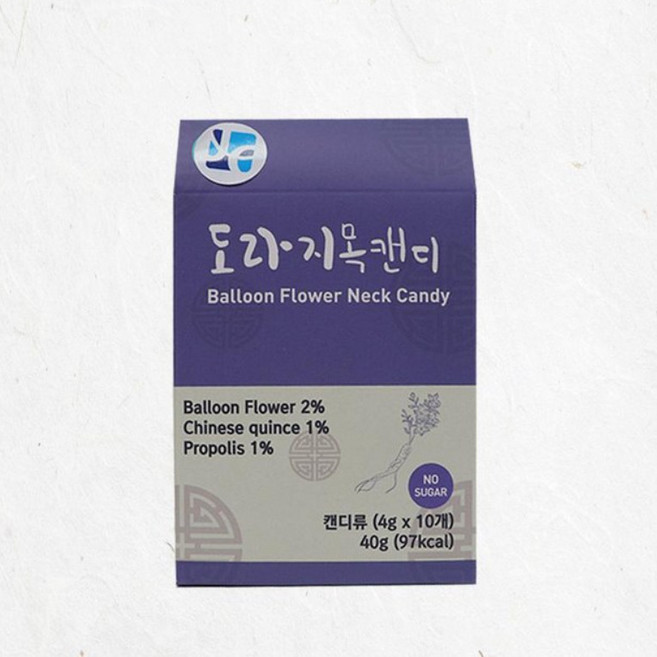 도라지목캔디
Balloon Flower Neck Candy
Balloon Flower 2%
Chinese quince 1%
Propolis 1%
NO
SUGAR
캔디류 (4g x 10개)
40g (97kcal)